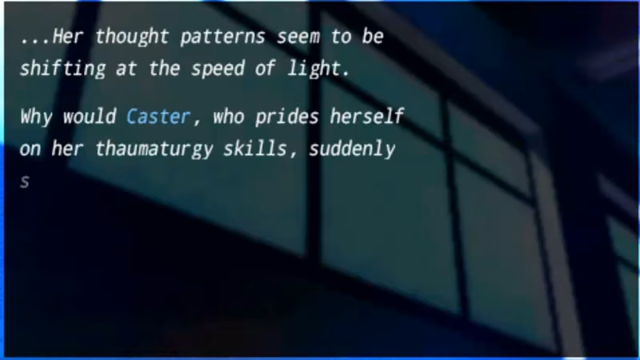 ...Her thought patterns seem to be
shifting at the speed of light.
Why would Caster, who prides herself
on her thaumaturgy skills, suddenly
s